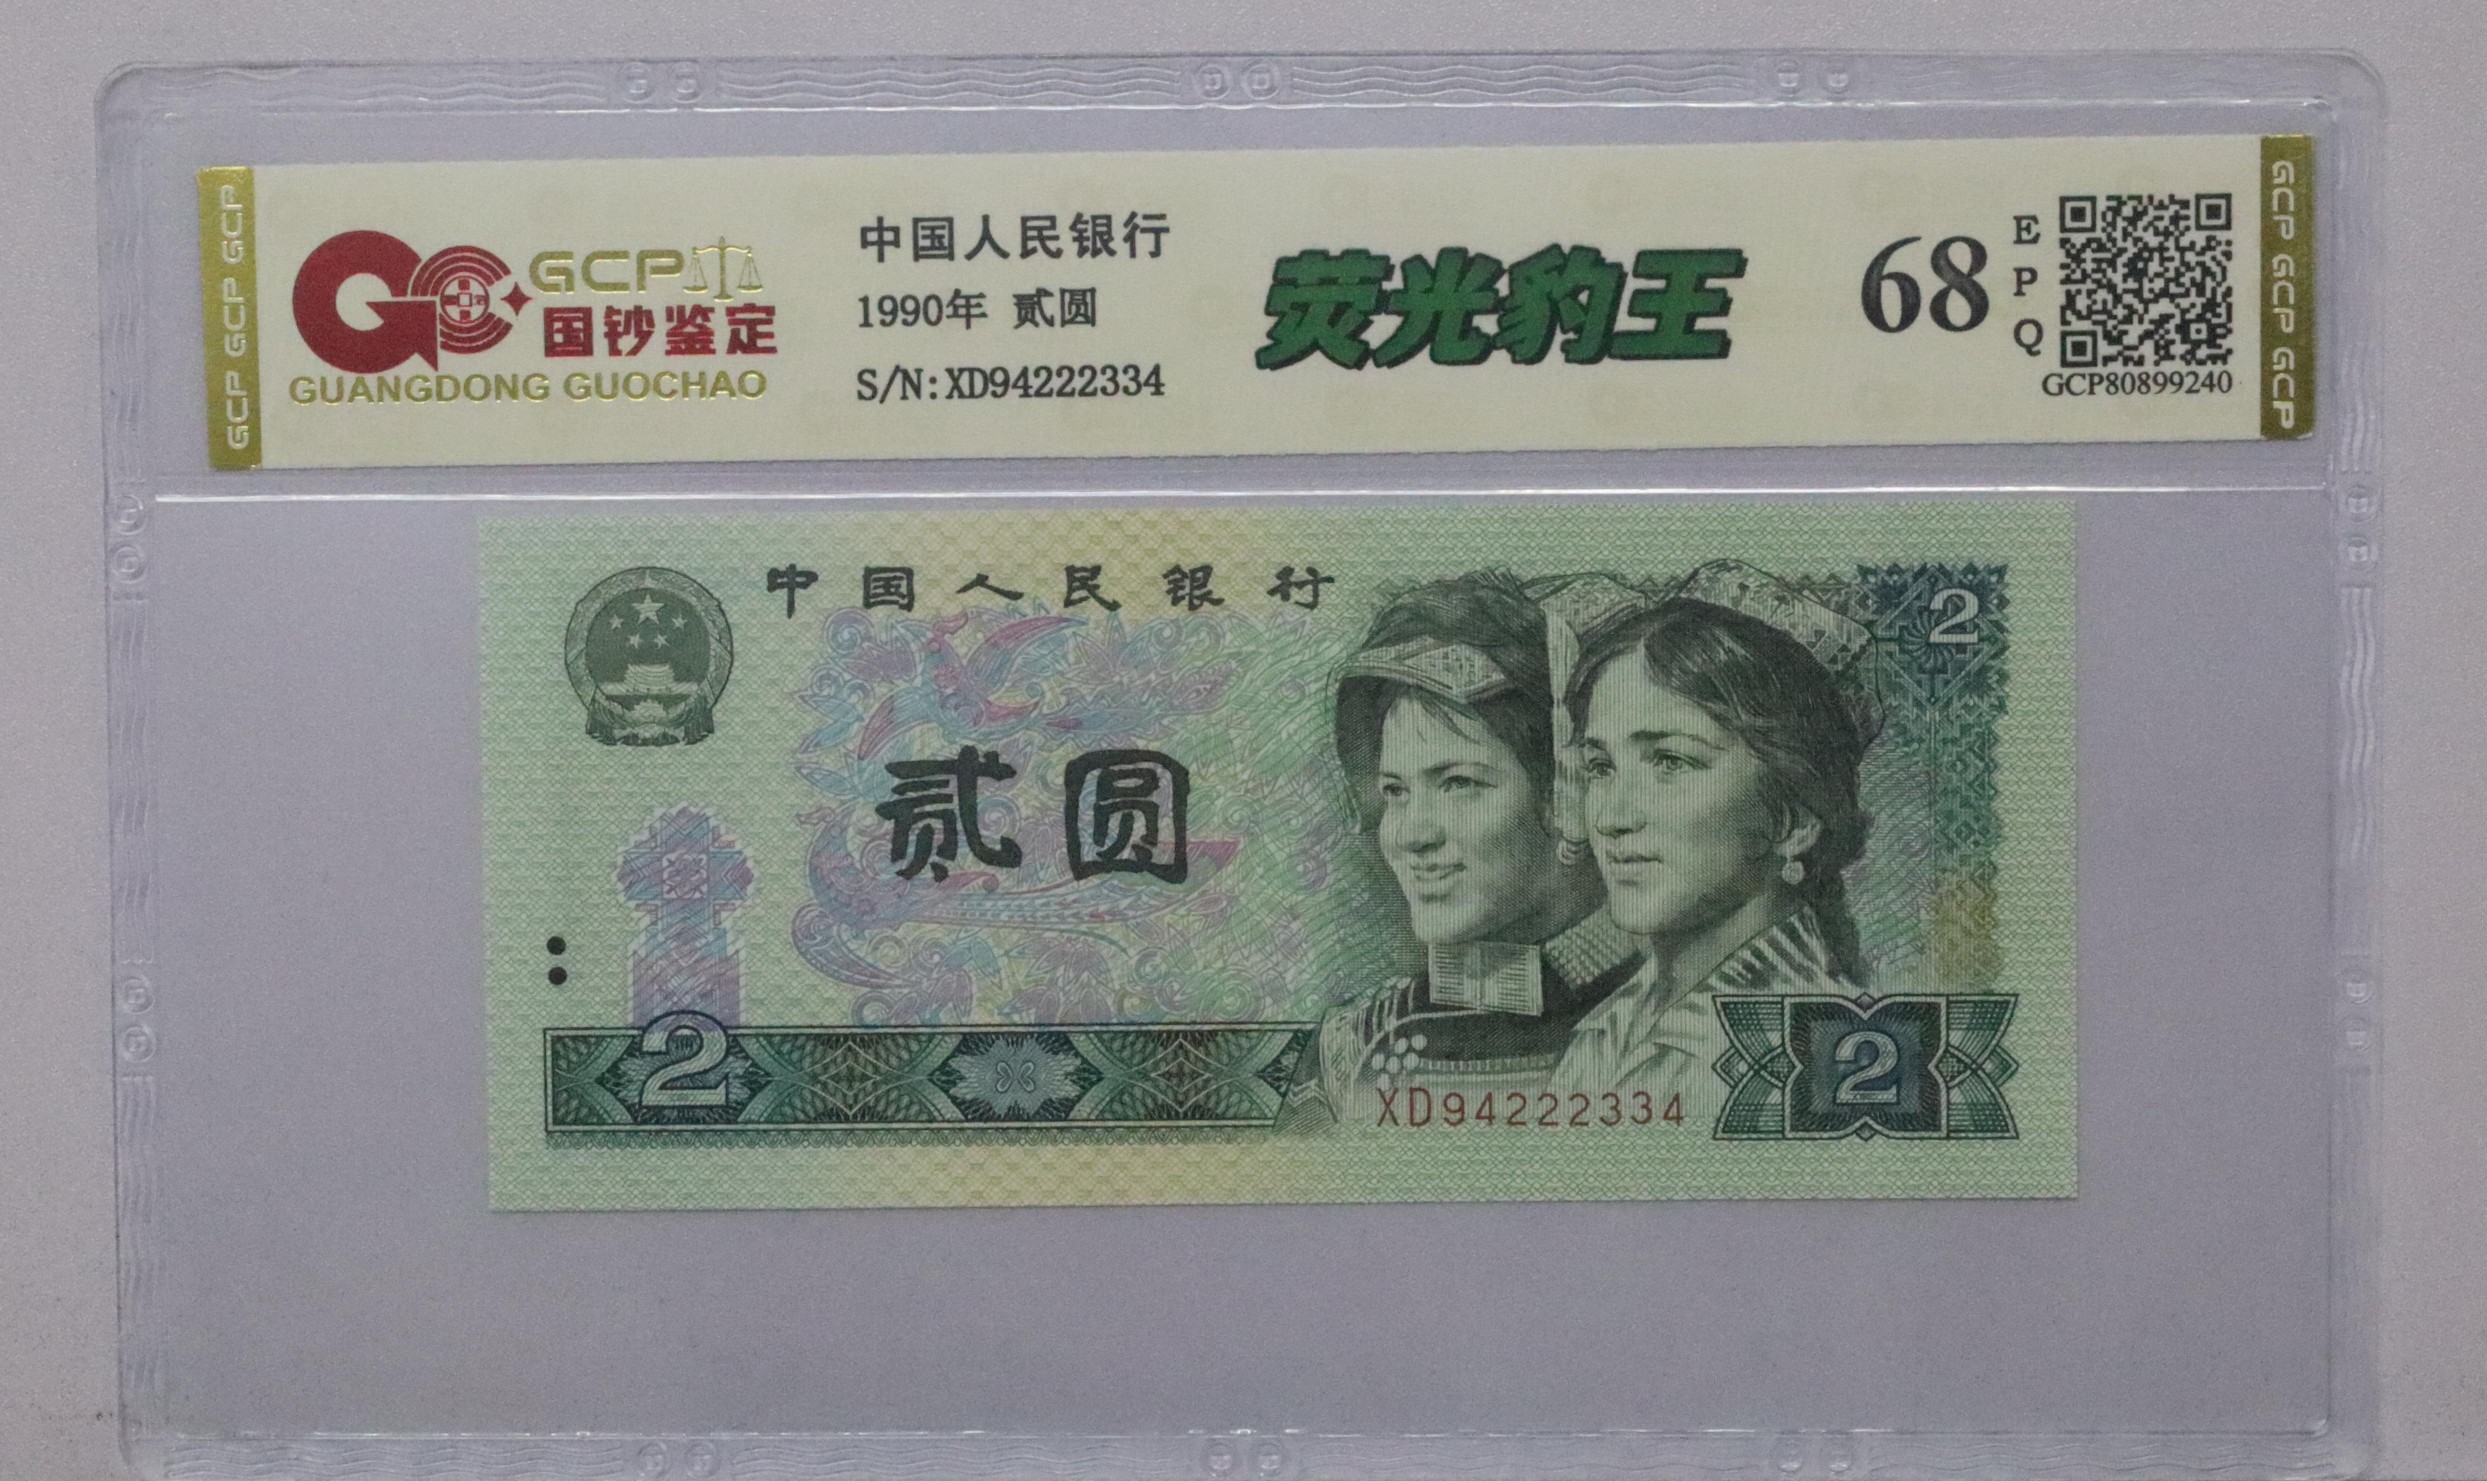 GCP
国钞鉴定
GUANGDONG GUOCHAO
中国人民银行
1990年 贰圆
S/N:XD94222334
荧光豹王
68
EPQ
GCP80899240
GCP GCP GCP
GCP GCP GCP
中国人民银行
2
贰圆
2
XD94222334
2